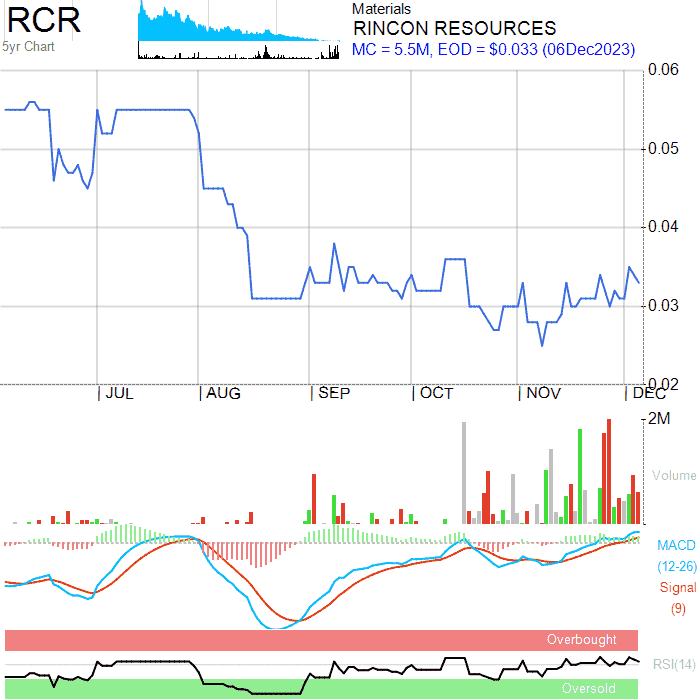 RCR
5yr Chart
Materials
RINCON RESOURCES
MC = 5.5M, EOD = $0.033 (06Dec2023)
0.06
0.05
0.04
0.03
0.02
| JUL | AUG | SEP | OCT | NOV | DEC
2M
Volume
MACD
(12-26)
Signal
(9)
Overbought
RSI(14)
Oversold